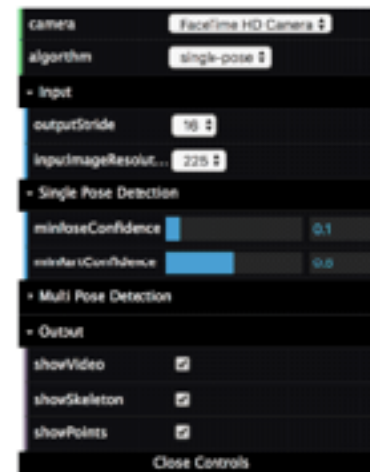 camera FaceTime HD Camera
algorthm single-pose
Input
outputStride 16
inputImageResolut... 225
Single Pose Detection
minPoseConfidence 0.1
minPartConfidence
Multi Pose Detection
Output
showVideo
showSkeleton
showPoints
Close Controls